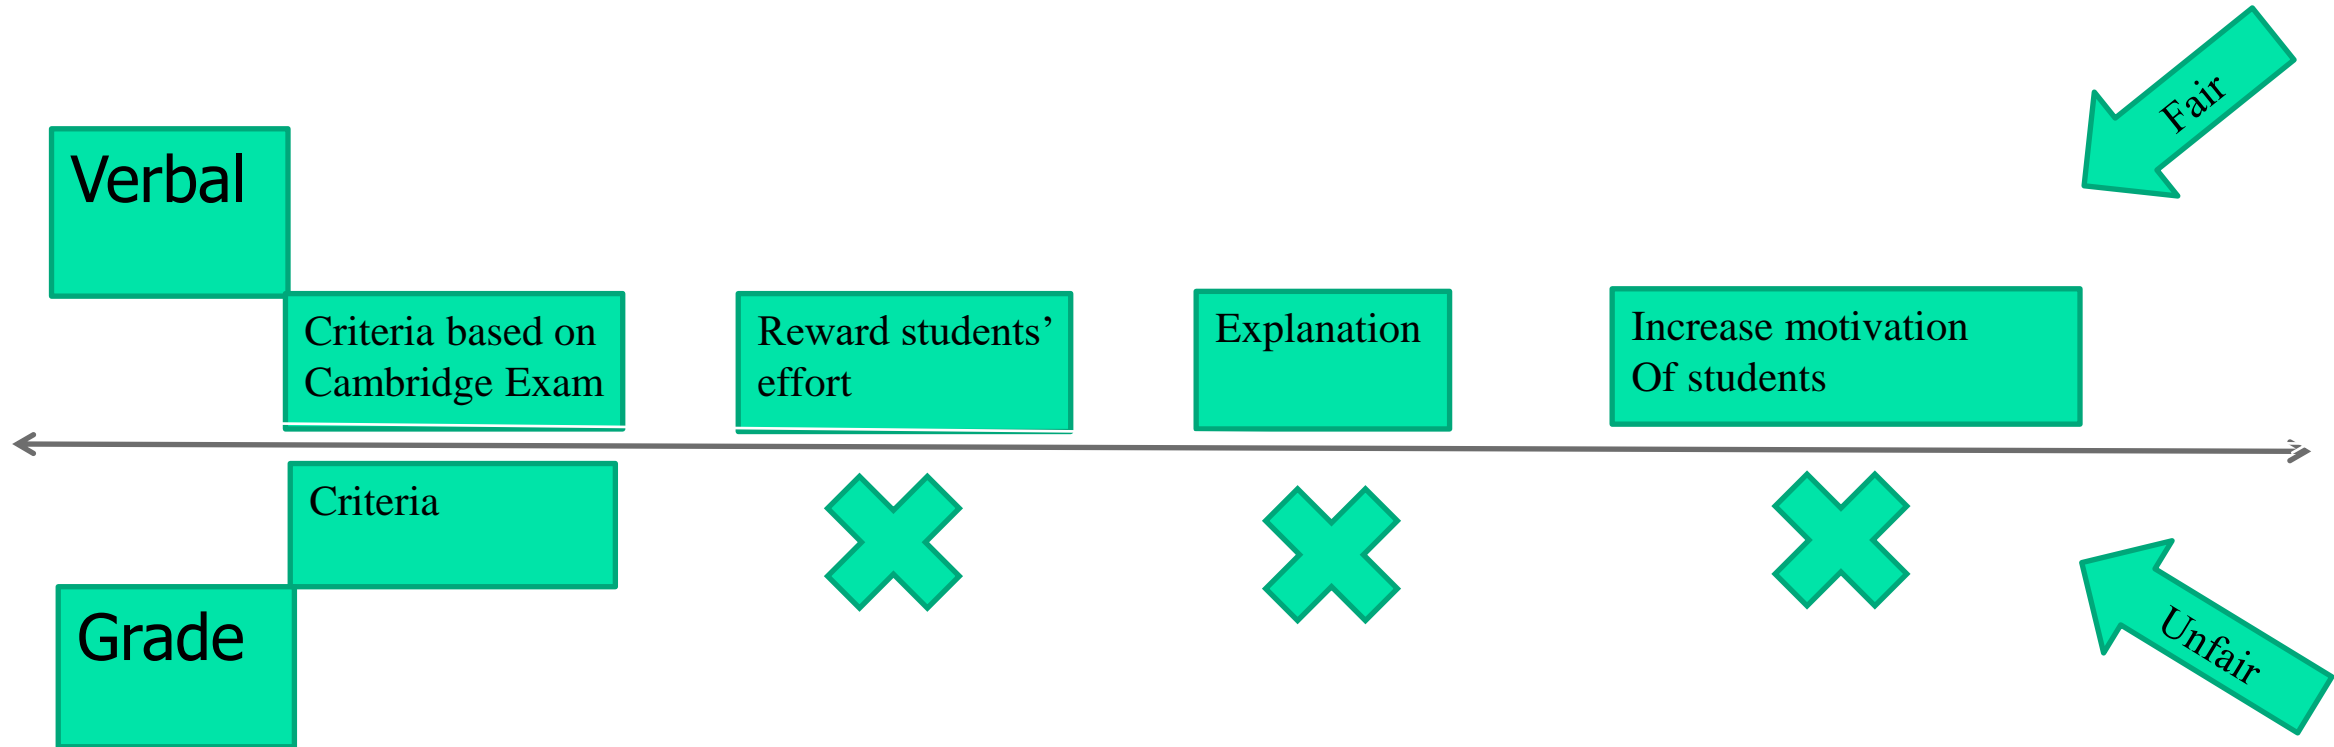 Fair
Verbal
Criteria based on
Cambridge Exam
Reward students’
effort
Explanation
Increase motivation
Of students
Criteria
Grade
Unfair